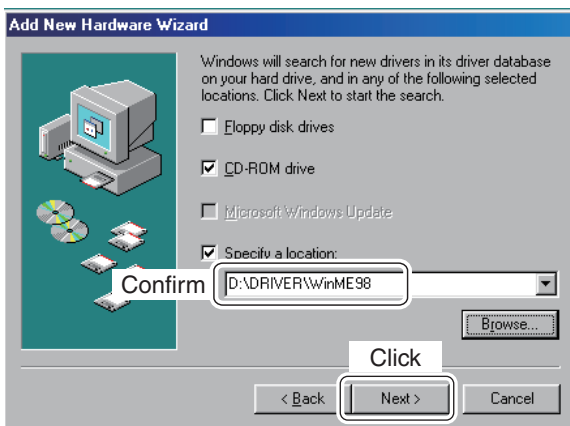 Add New Hardware Wizard
Windows will search for new drivers in its driver database
on your hard drive, and in any of the following selected
locations. Click Next to start the search.
Floppy disk drives
CD-ROM drive
Microsoft Windows Update
Specify a location:
Confirm
D:\DRIVER\WinME98
Browse...
Click
< Back
Next >
Cancel